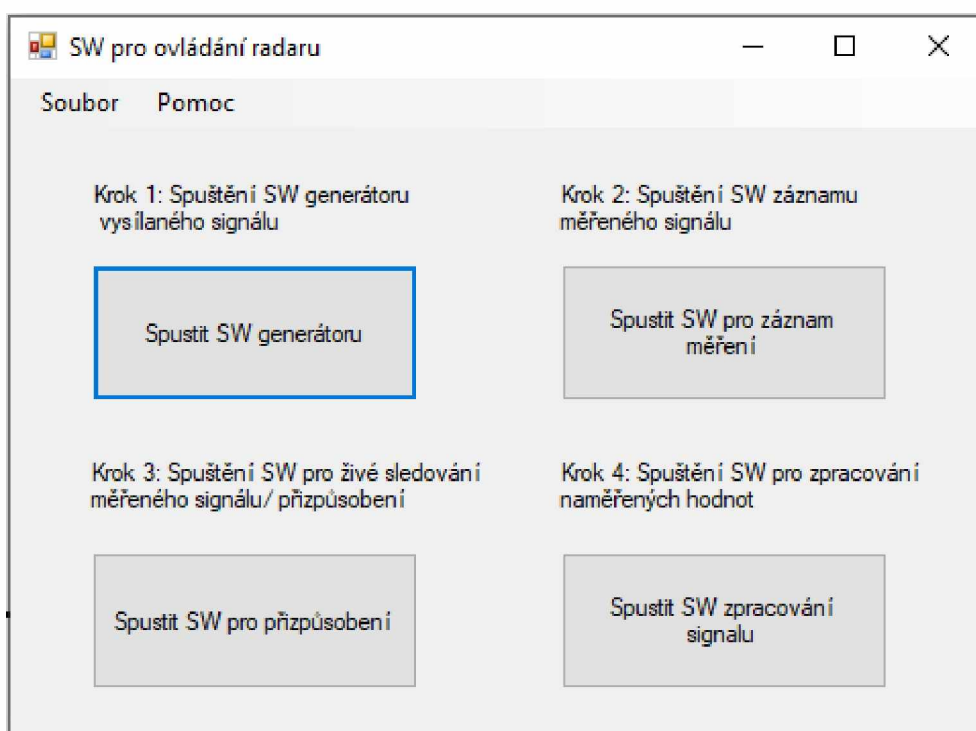 SW pro ovládání radaru
Soubor Pomoc
Krok 1: Spuštění SW generátoru
vysílaného signálu
Krok 2: Spuštění SW záznamu
měřeného signálu
Spustit SW generátoru
Spustit SW pro záznam
měření
Krok 3: Spuštění SW pro živé sledování
měřeného signálu/ přizpůsobení
Krok 4: Spuštění SW pro zpracování
naměřených hodnot
Spustit SW pro přizpůsobení
Spustit SW zpracování
signalu